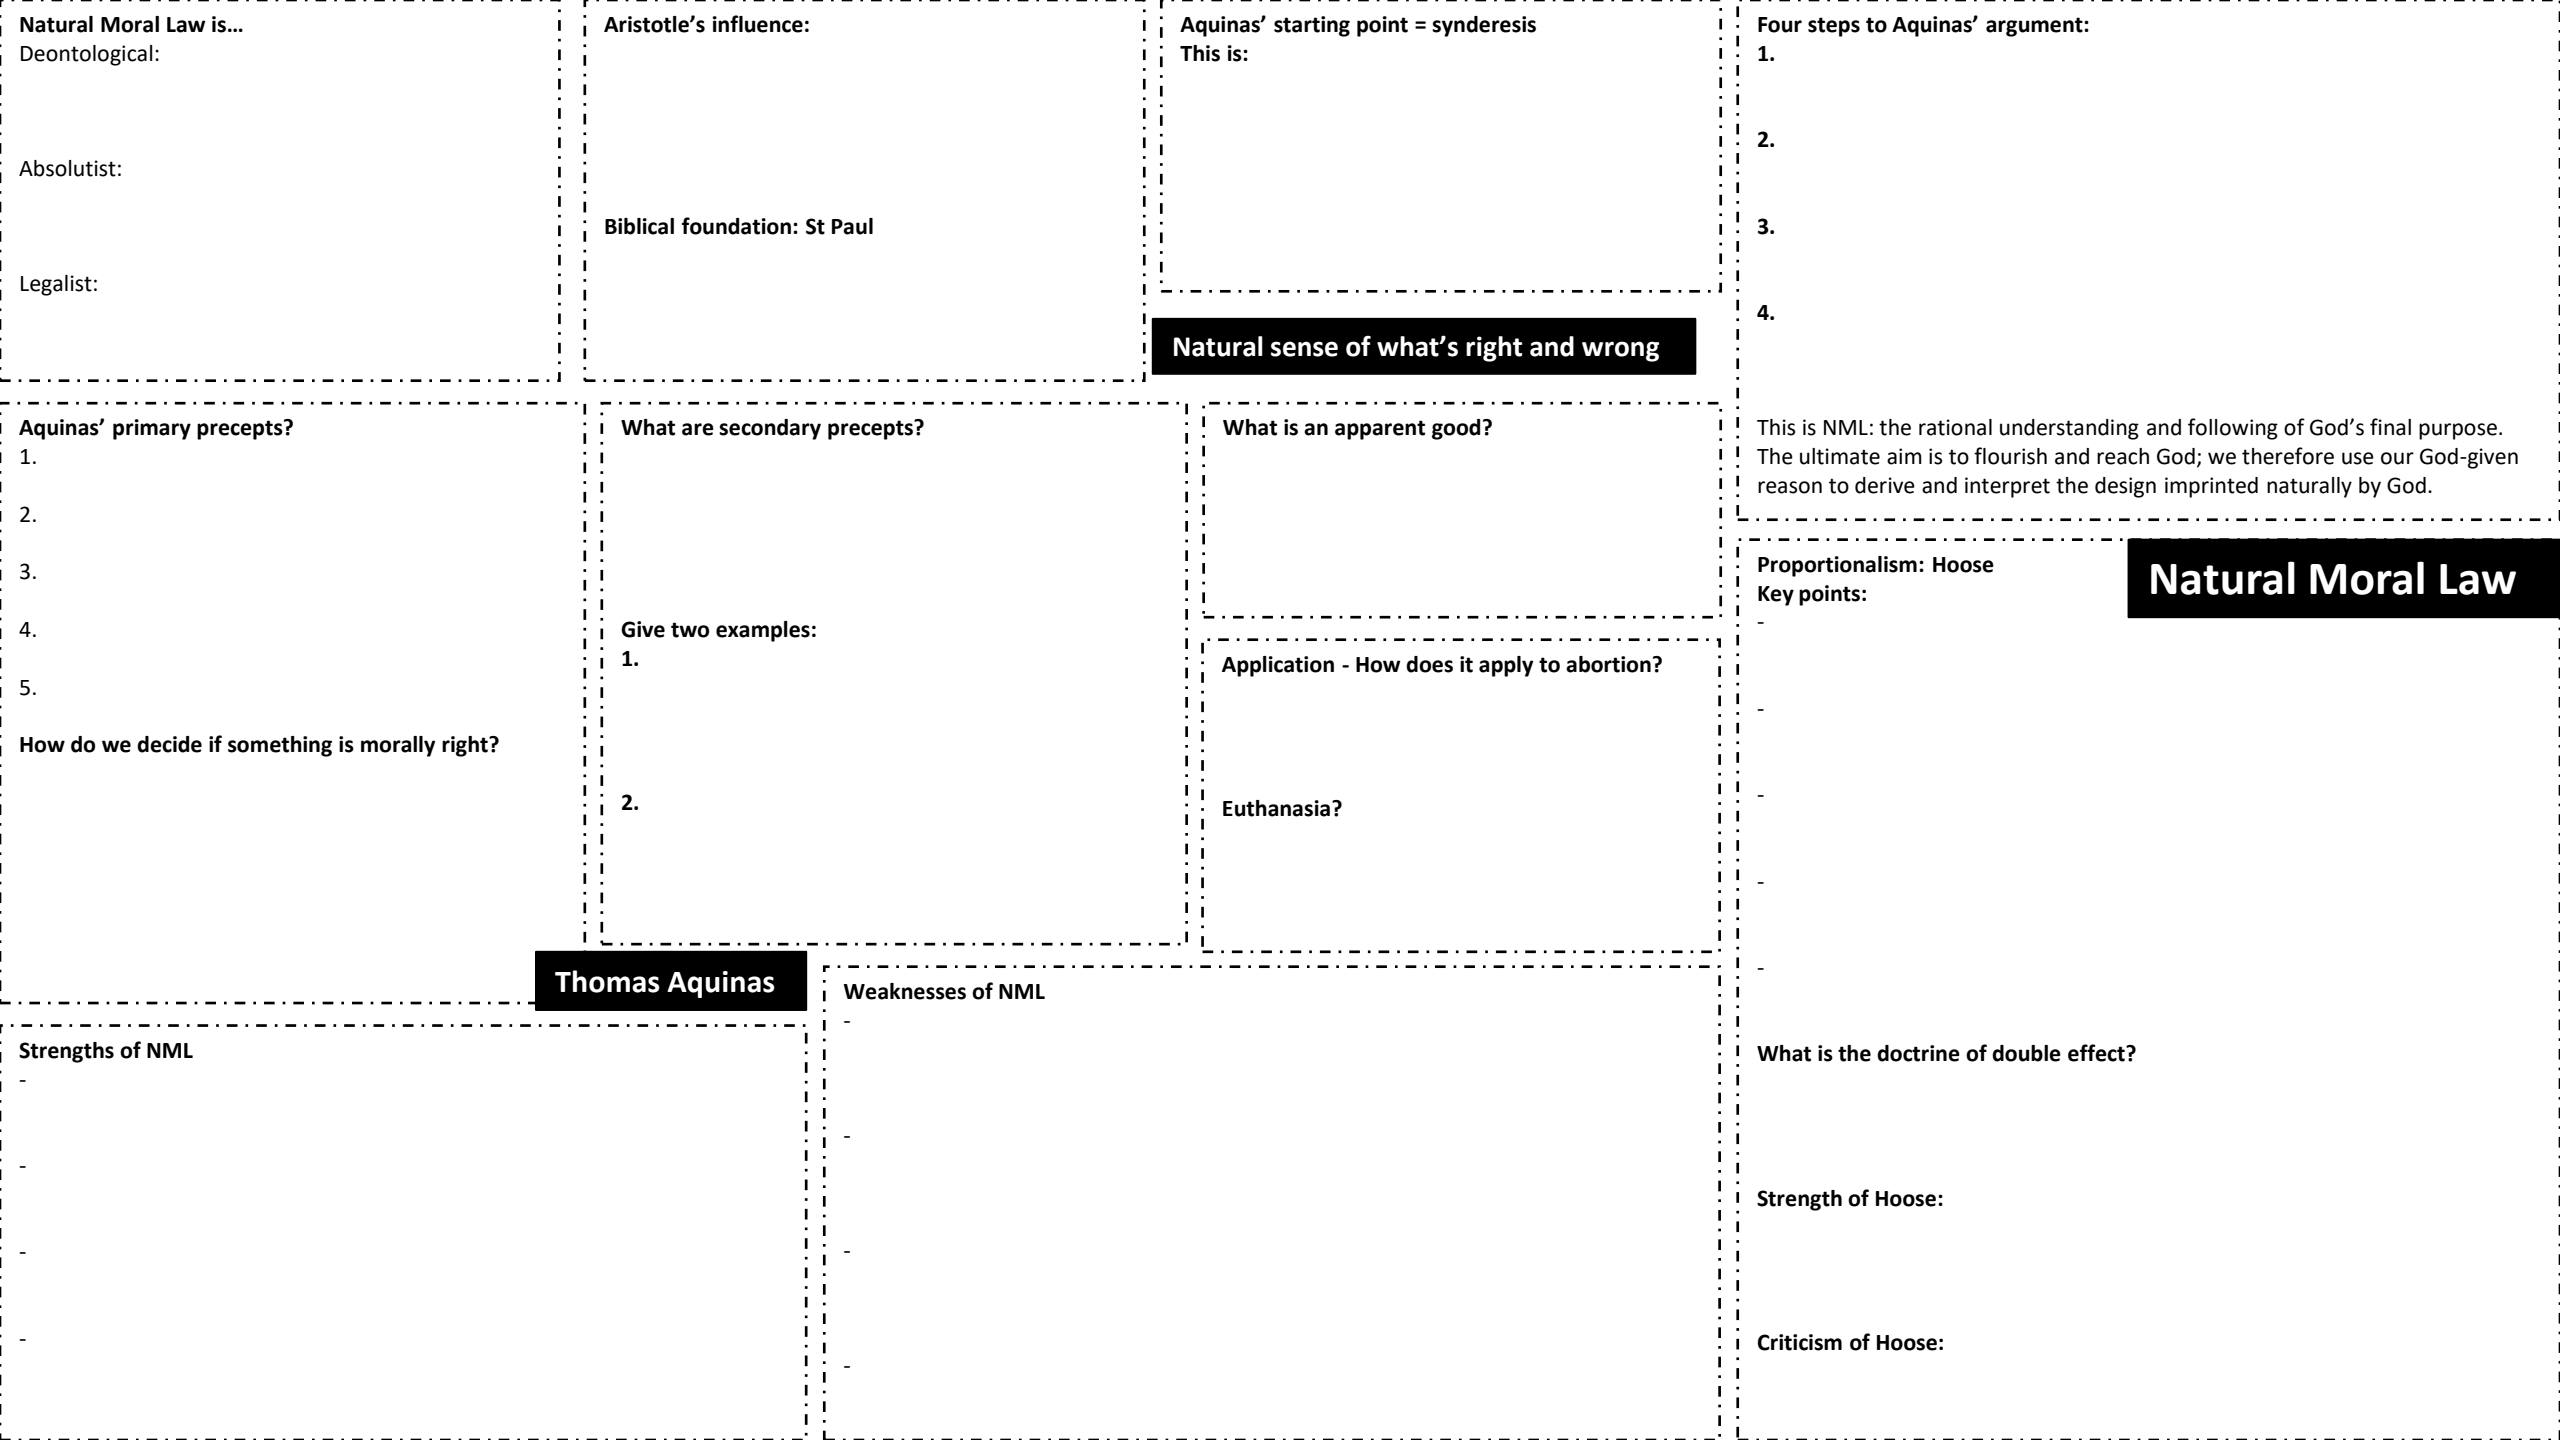 Natural Moral Law is…
Deontological:
Absolutist:
Legalist:
Aristotle’s influence:
Biblical foundation: St Paul
Aquinas’ starting point = synderesis
This is:
Natural sense of what’s right and wrong
Four steps to Aquinas’ argument:
1.
2.
3.
4.
This is NML: the rational understanding and following of God’s final purpose.
The ultimate aim is to flourish and reach God; we therefore use our God-given
reason to derive and interpret the design imprinted naturally by God.
Aquinas’ primary precepts?
1.
2.
3.
4.
5.
How do we decide if something is morally right?
What are secondary precepts?
Give two examples:
1.
2.
What is an apparent good?
Application - How does it apply to abortion?
Euthanasia?
Natural Moral Law
Proportionalism: Hoose
Key points:
-
-
-
-
-
What is the doctrine of double effect?
Strength of Hoose:
Criticism of Hoose:
Thomas Aquinas
Strengths of NML
-
-
-
-
Weaknesses of NML
-
-
-
-